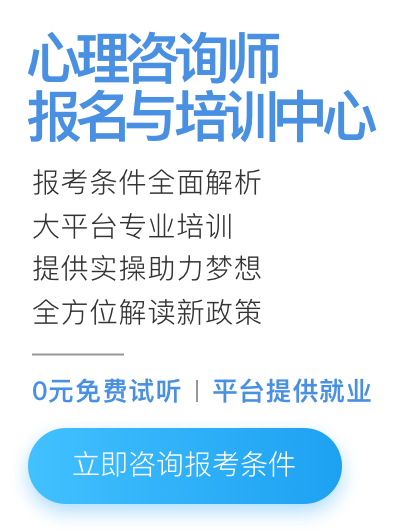 心理咨询师
报名与培训中心
报考条件全面解析
大平台专业培训
提供实操助力梦想
全方位解读新政策
0元免费试听 | 平台提供就业
立即咨询报考条件